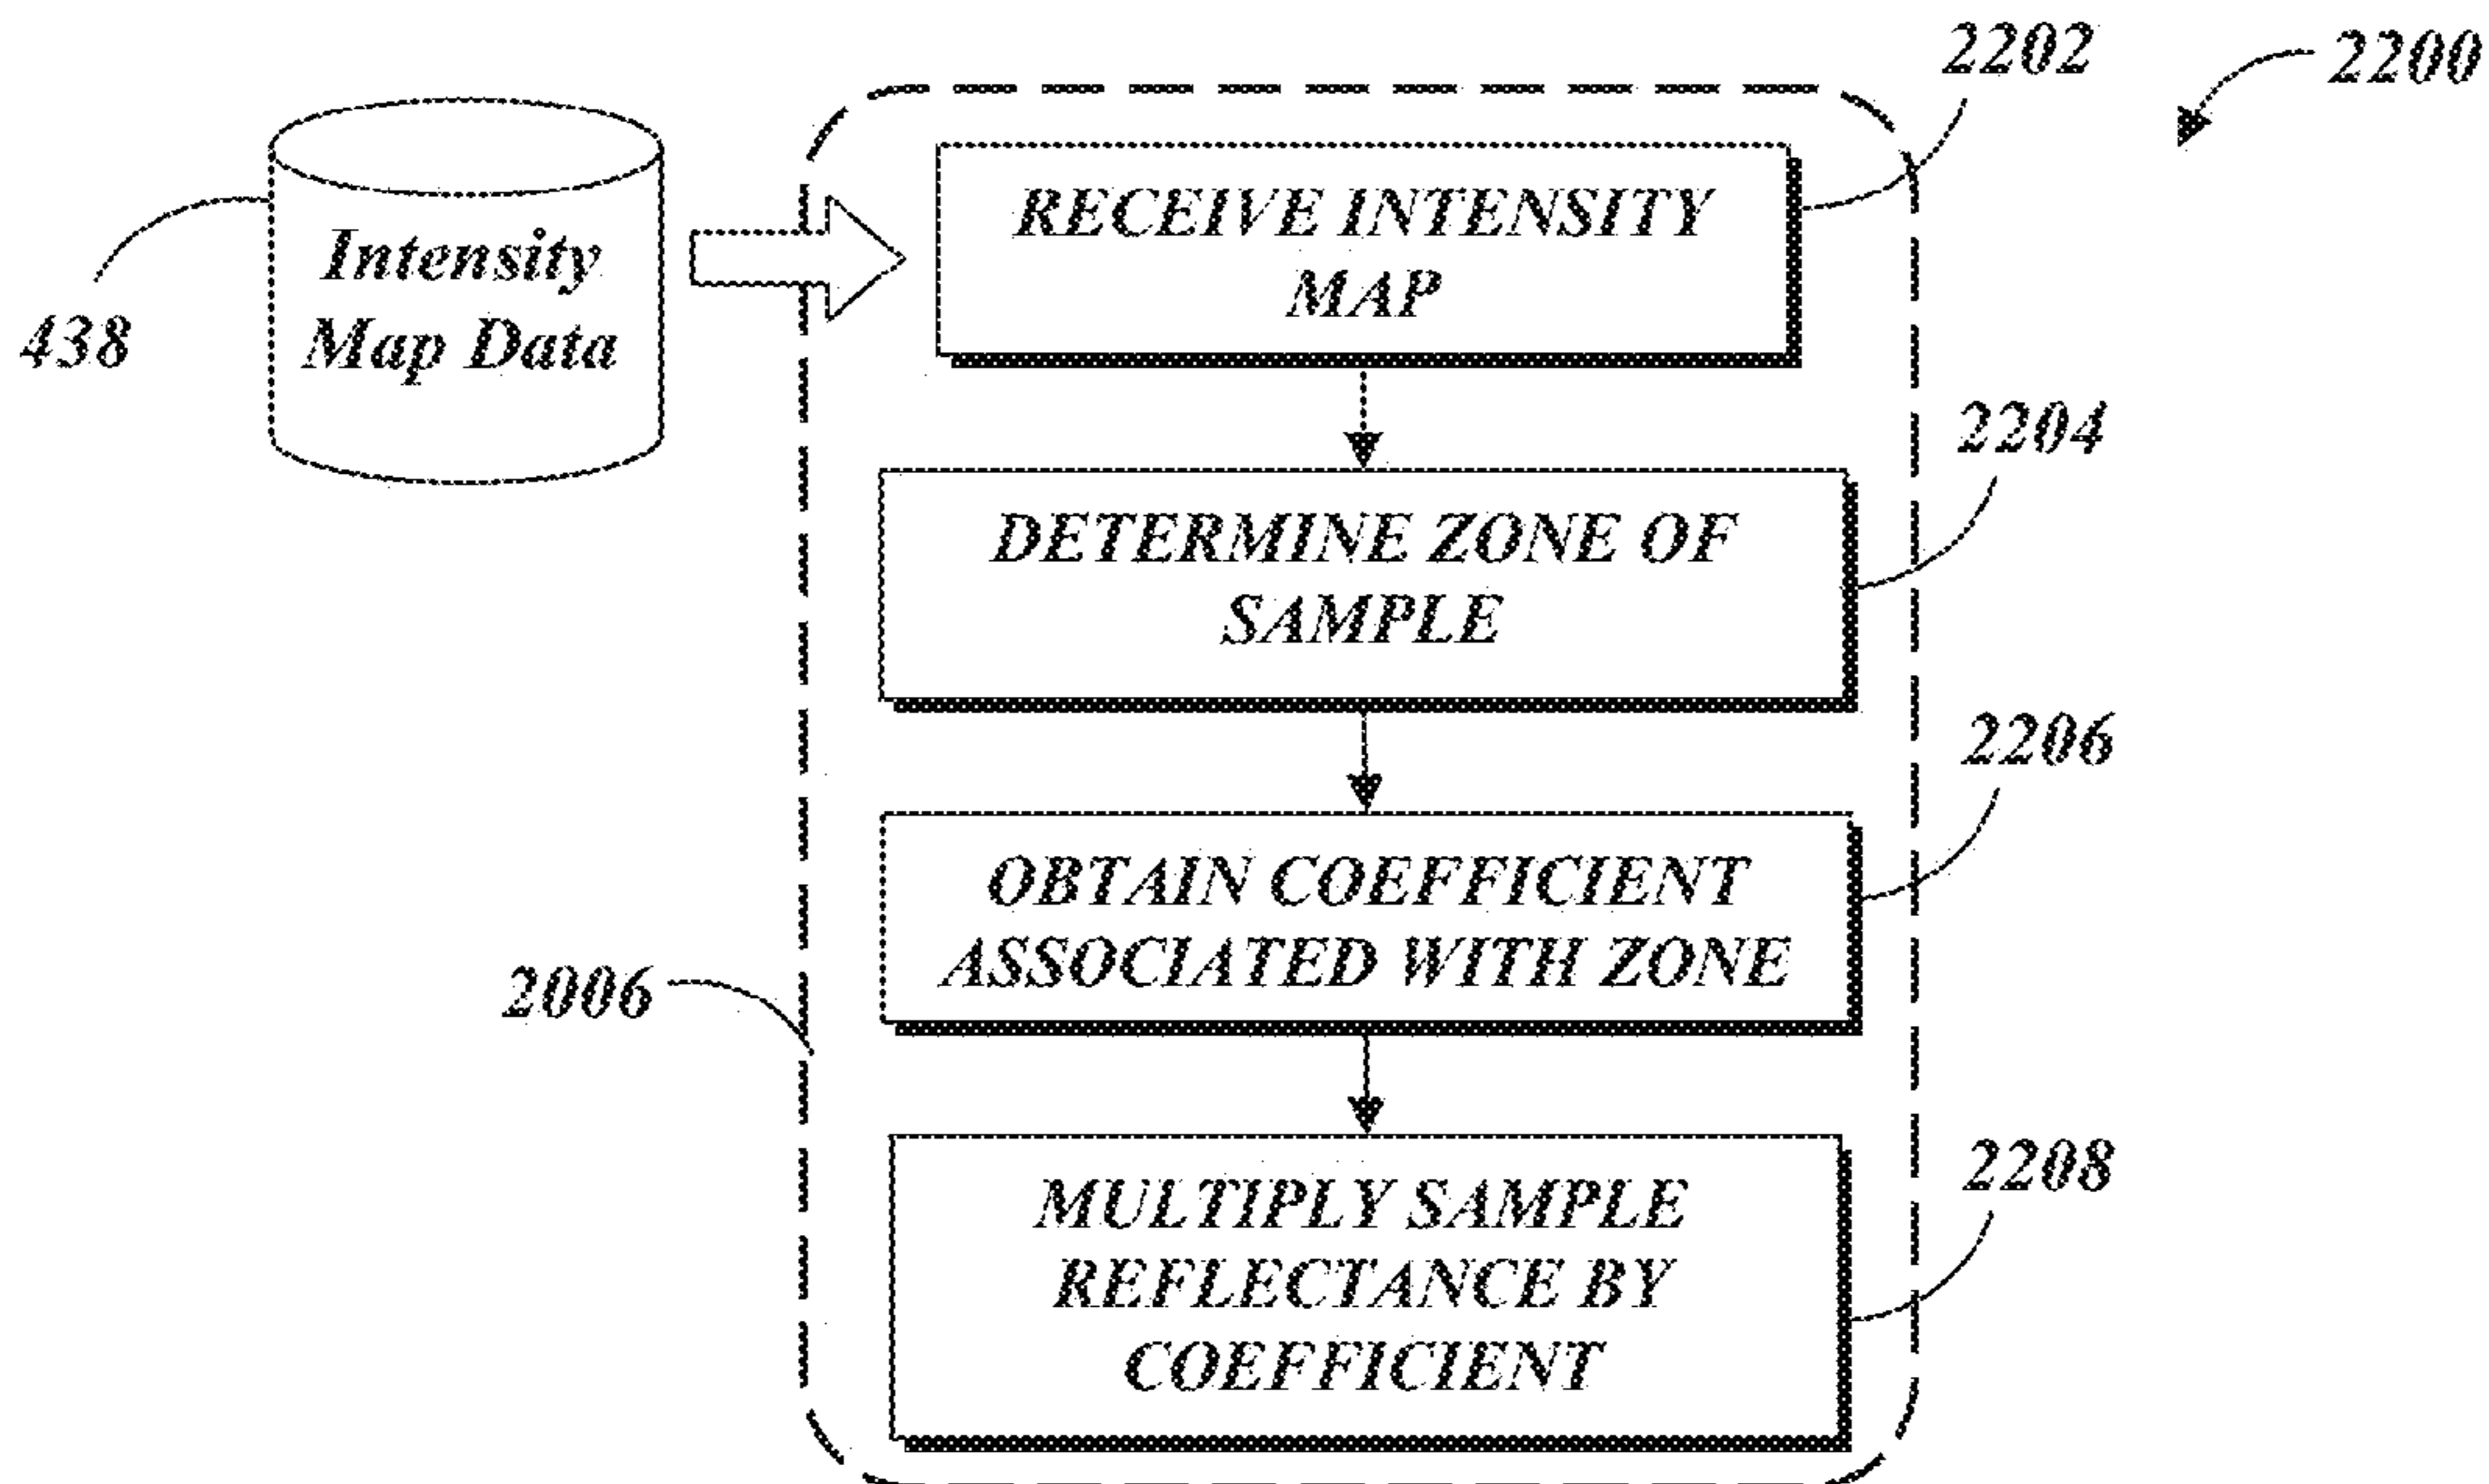 2202
2200
RECEIVE INTENSITY
MAP
Intensity
Map Data
438
2204
DETERMINE ZONE OF
SAMPLE
2206
OBTAIN COEFFICIENT
ASSOCIATED WITH ZONE
2006
2208
MULTIPLY SAMPLE
REFLECTANCE BY
COEFFICIENT